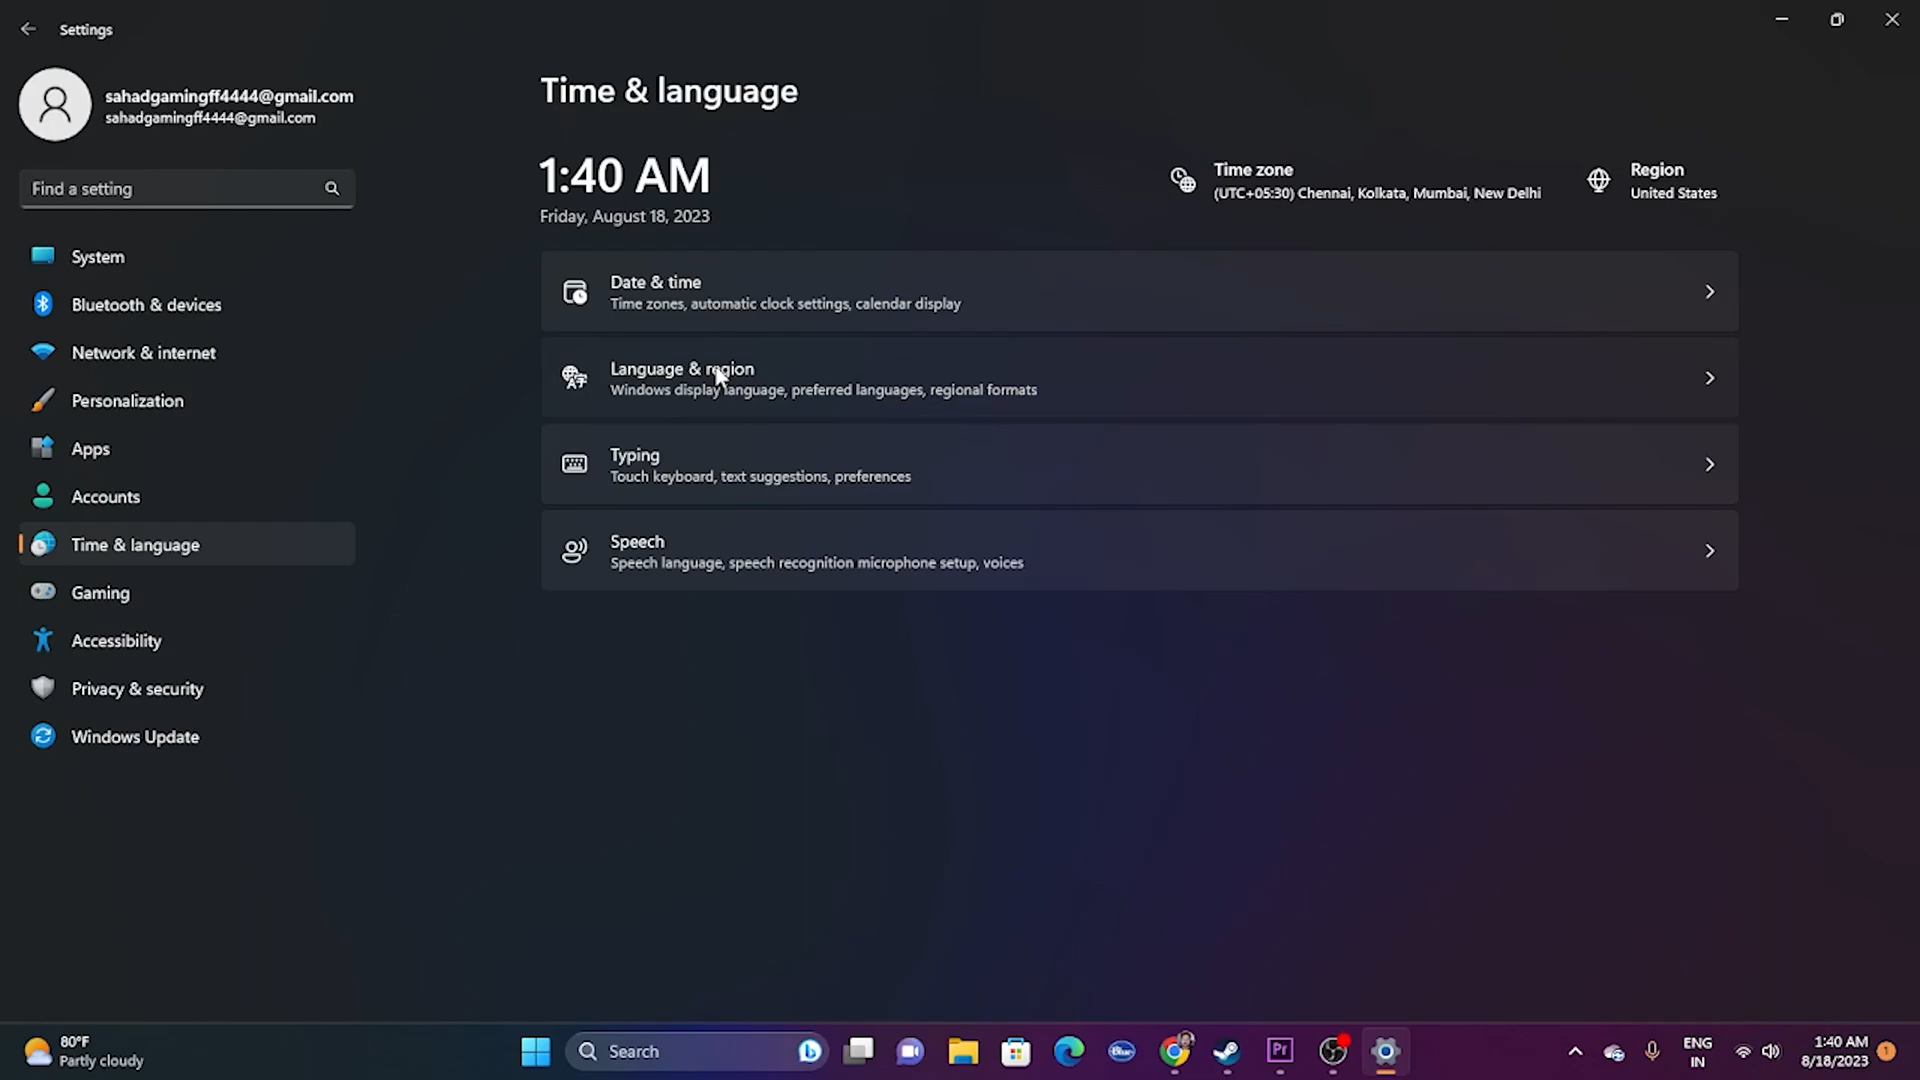 Settings
sahadgamingff4444@gmail.com
sahadgamingff4444@gmail.com
Find a setting
System
Bluetooth & devices
Network & internet
Personalization
Apps
Accounts
Time & language
Gaming
Accessibility
Privacy & security
Windows Update
Time & language
1:40 AM
Friday, August 18, 2023
Time zone
(UTC+05:30) Chennai, Kolkata, Mumbai, New Delhi
Region
United States
Date & time
Time zones, automatic clock settings, calendar display
Language & region
Windows display language, preferred languages, regional formats
Typing
Touch keyboard, text suggestions, preferences
Speech
Speech language, speech recognition microphone setup, voices
80°F
Partly cloudy
Search
Blue
Pr
ENG
IN
1:40 AM
8/18/2023
1